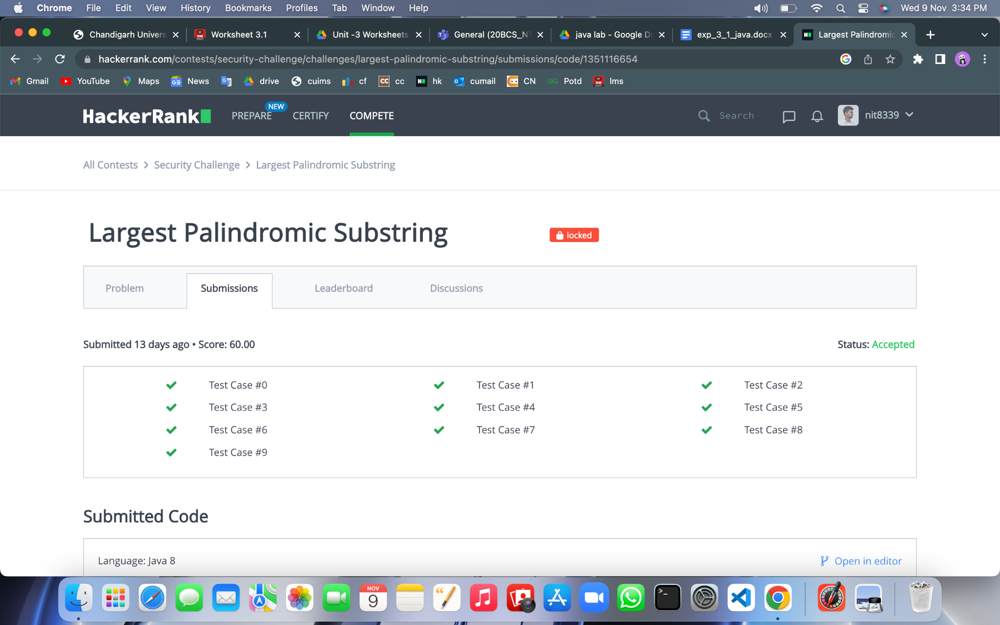 Chrome File Edit View History Bookmarks Profiles Tab Window Help Wed 9 Nov 3:34 PM
Chandigarh Univers Worksheet 3.1 Unit -3 Worksheets General (20BCS_NT java lab - Google Dr exp_3_1_java.docx Largest Palindromic
hackerrank.com/contests/security-challenge/challenges/largest-palindromic-substring/submissions/code/1351116654
Gmail YouTube Maps News drive cuims cf cc hk cumail CN Potd lms
NEW
HackerRank PREPARE CERTIFY COMPETE Search nit8339
All Contests > Security Challenge > Largest Palindromic Substring
Largest Palindromic Substring locked
Problem Submissions Leaderboard Discussions
Submitted 13 days ago • Score: 60.00 Status: Accepted
Test Case #0 Test Case #1 Test Case #2
Test Case #3 Test Case #4 Test Case #5
Test Case #6 Test Case #7 Test Case #8
Test Case #9
Submitted Code
Language: Java 8 Open in editor
NOV
9